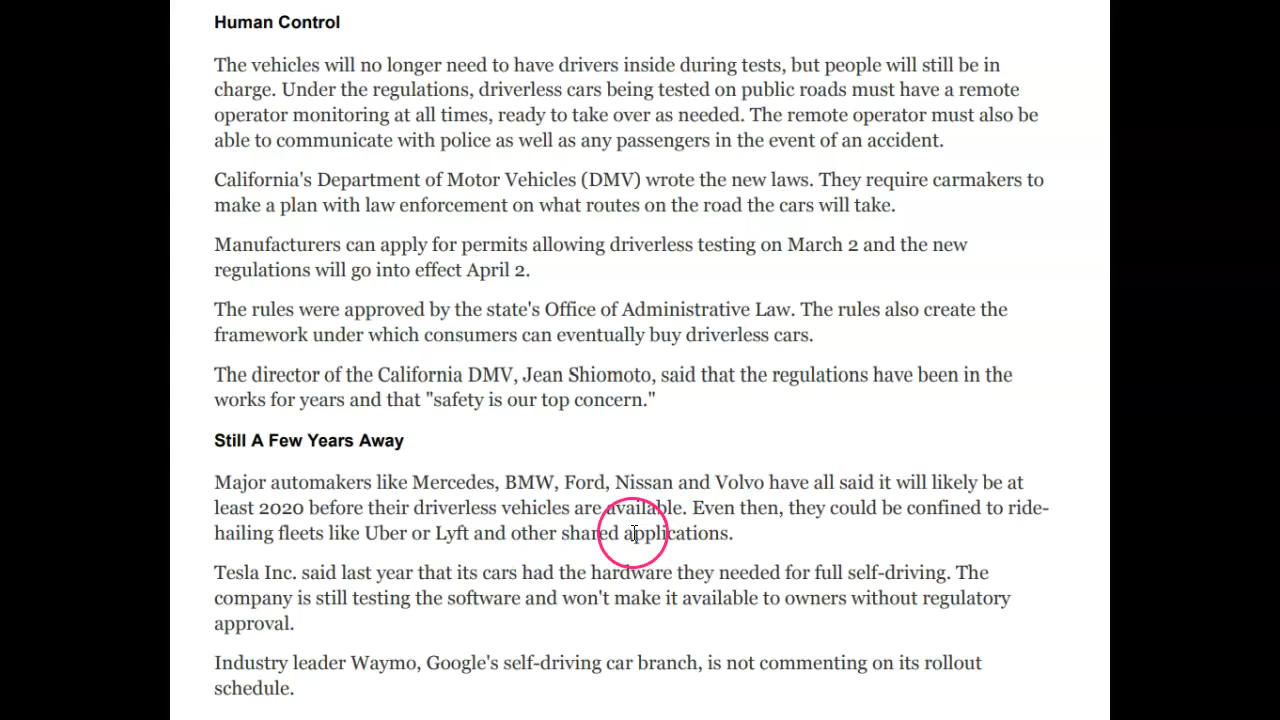 Human Control
The vehicles will no longer need to have drivers inside during tests, but people will still be in
charge. Under the regulations, driverless cars being tested on public roads must have a remote
operator monitoring at all times, ready to take over as needed. The remote operator must also be
able to communicate with police as well as any passengers in the event of an accident.
California's Department of Motor Vehicles (DMV) wrote the new laws. They require carmakers to
make a plan with law enforcement on what routes on the road the cars will take.
Manufacturers can apply for permits allowing driverless testing on March 2 and the new
regulations will go into effect April 2.
The rules were approved by the state's Office of Administrative Law. The rules also create the
framework under which consumers can eventually buy driverless cars.
The director of the California DMV, Jean Shiomoto, said that the regulations have been in the
works for years and that "safety is our top concern."
Still A Few Years Away
Major automakers like Mercedes, BMW, Ford, Nissan and Volvo have all said it will likely be at
least 2020 before their driverless vehicles are available. Even then, they could be confined to ride-
hailing fleets like Uber or Lyft and other shared applications.
Tesla Inc. said last year that its cars had the hardware they needed for full self-driving. The
company is still testing the software and won't make it available to owners without regulatory
approval.
Industry leader Waymo, Google's self-driving car branch, is not commenting on its rollout
schedule.